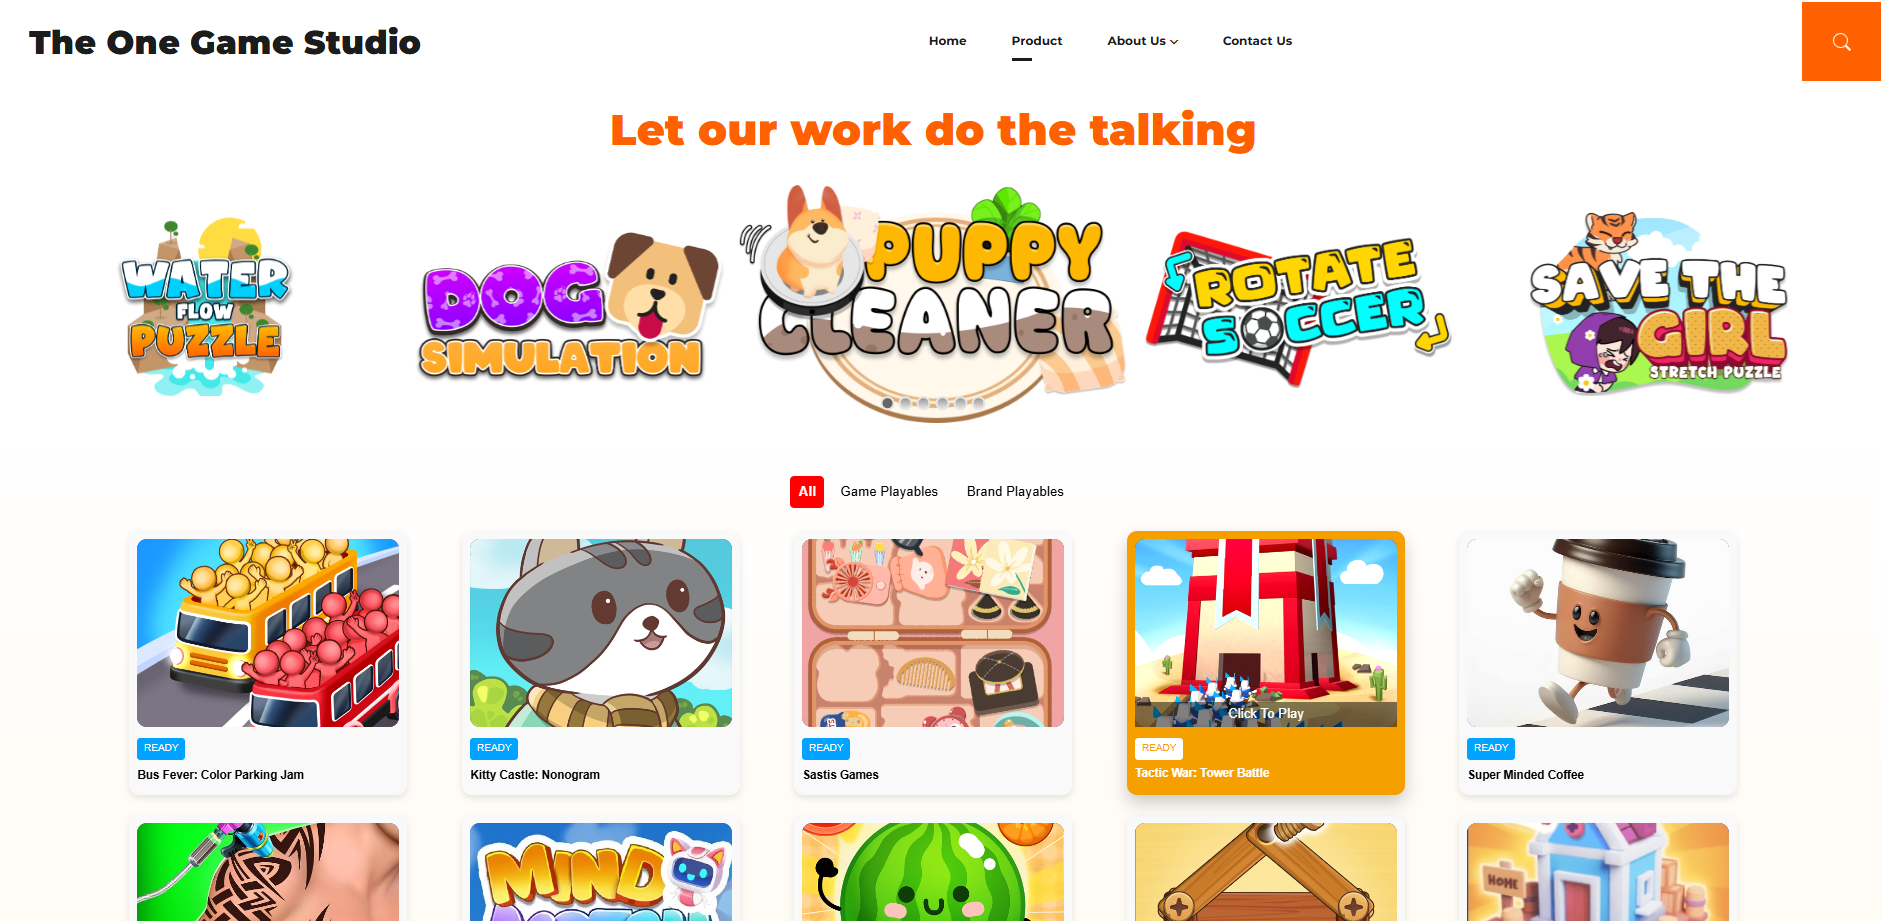 The One Game Studio
Home
Product
About Us
Contact Us
Let our work do the talking
WATER
FLOW
PUZZLE
DOG
SIMULATION
PUPPY
CLEANER
ROTATE
SOCCER
SAVE THE
GIRL
STRETCH PUZZLE
All
Game Playables
Brand Playables
Click To Play
READY
Bus Fever: Color Parking Jam
READY
Kitty Castle: Nonogram
READY
Sastis Games
READY
Tactic War: Tower Battle
READY
Super Minded Coffee
MIND
HOME